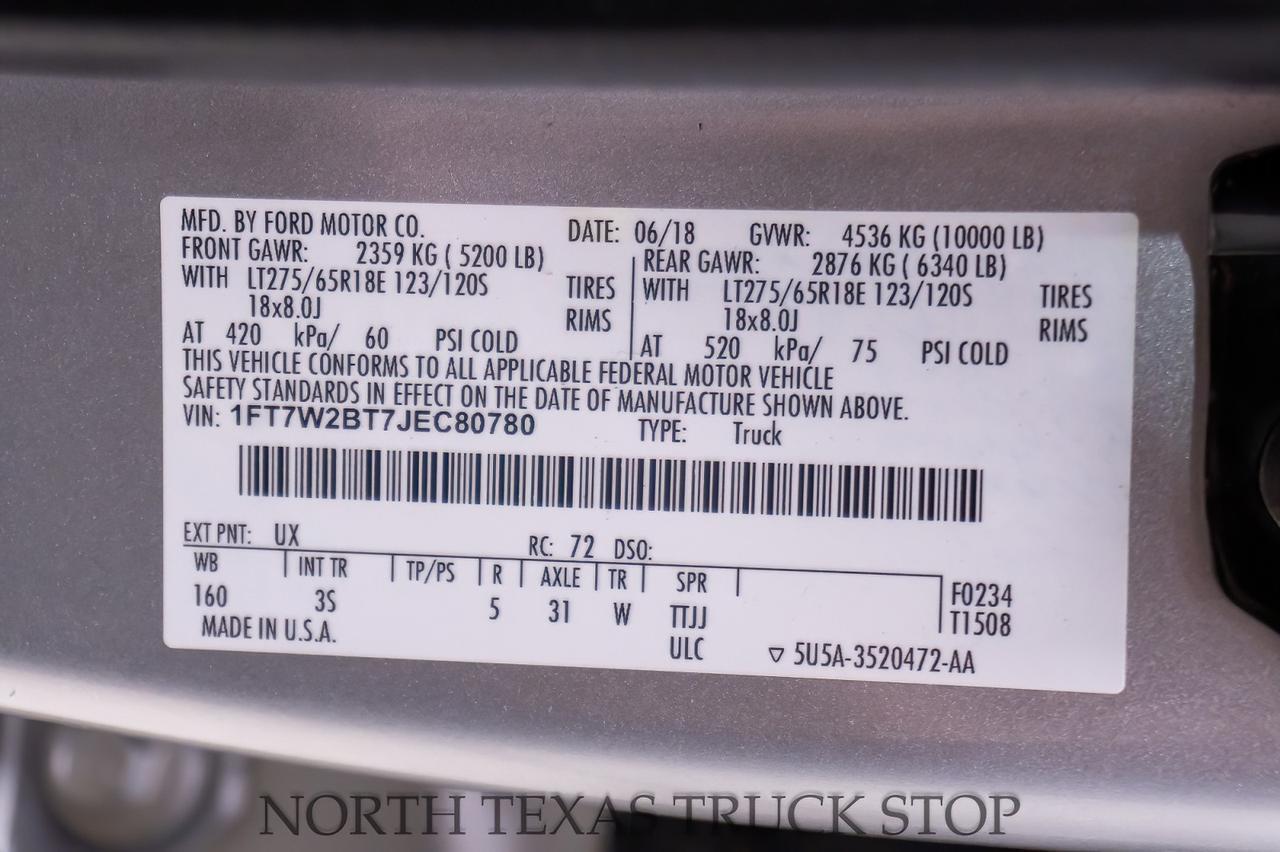 MFD. BY FORD MOTOR CO. DATE: 06/18 GVWR: 4536 KG (10000 LB)
FRONT GAWR: 2359 KG ( 5200 LB) REAR GAWR: 2876 KG ( 6340 LB)
WITH LT275/65R18E 123/120S TIRES WITH LT275/65R18E 123/120S TIRES
18x8.0J RIMS 18x8.0J RIMS
AT 420 kPa/ 60 PSI COLD AT 520 kPa/ 75 PSI COLD
THIS VEHICLE CONFORMS TO ALL APPLICABLE FEDERAL MOTOR VEHICLE
SAFETY STANDARDS IN EFFECT ON THE DATE OF MANUFACTURE SHOWN ABOVE.
VIN: 1FT7W2BT7JEC80780 TYPE: Truck
EXT PNT: UX RC: 72 DSO:
WB INT TR TP/PS R AXLE TR SPR F0234
160 3S 5 31 W TTJJ T1508
MADE IN U.S.A. ULC ▽ 5U5A-3520472-AA
NORTH TEXAS TRUCK STOP